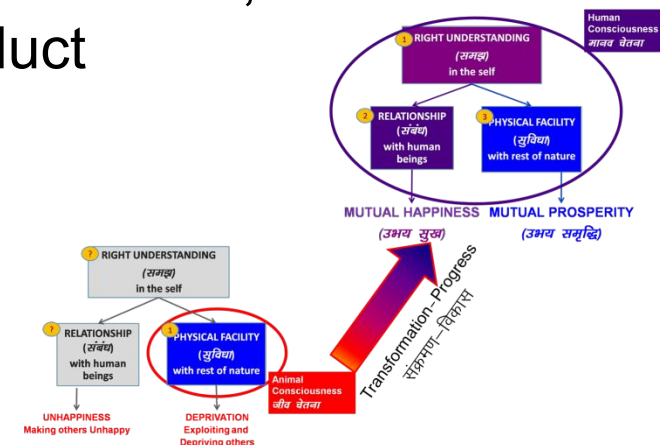 duct
Human
Consciousness
मानव चेतना
1
RIGHT UNDERSTANDING
(समझ)
in the self
2
RELATIONSHIP
(संबंध)
with human
beings
3
PHYSICAL FACILITY
(सुविधा)
with rest of nature
MUTUAL HAPPINESS
(उभय सुख)
MUTUAL PROSPERITY
(उभय समृद्धि)
?
RIGHT UNDERSTANDING
(समझ)
in the self
?
RELATIONSHIP
(संबंध)
with human
beings
1
PHYSICAL FACILITY
(सुविधा)
with rest of nature
Animal
Consciousness
जीव चेतना
Transformation–Progress
संक्रमण–विकास
UNHAPPINESS
Making others Unhappy
DEPRIVATION
Exploiting and
Depriving others